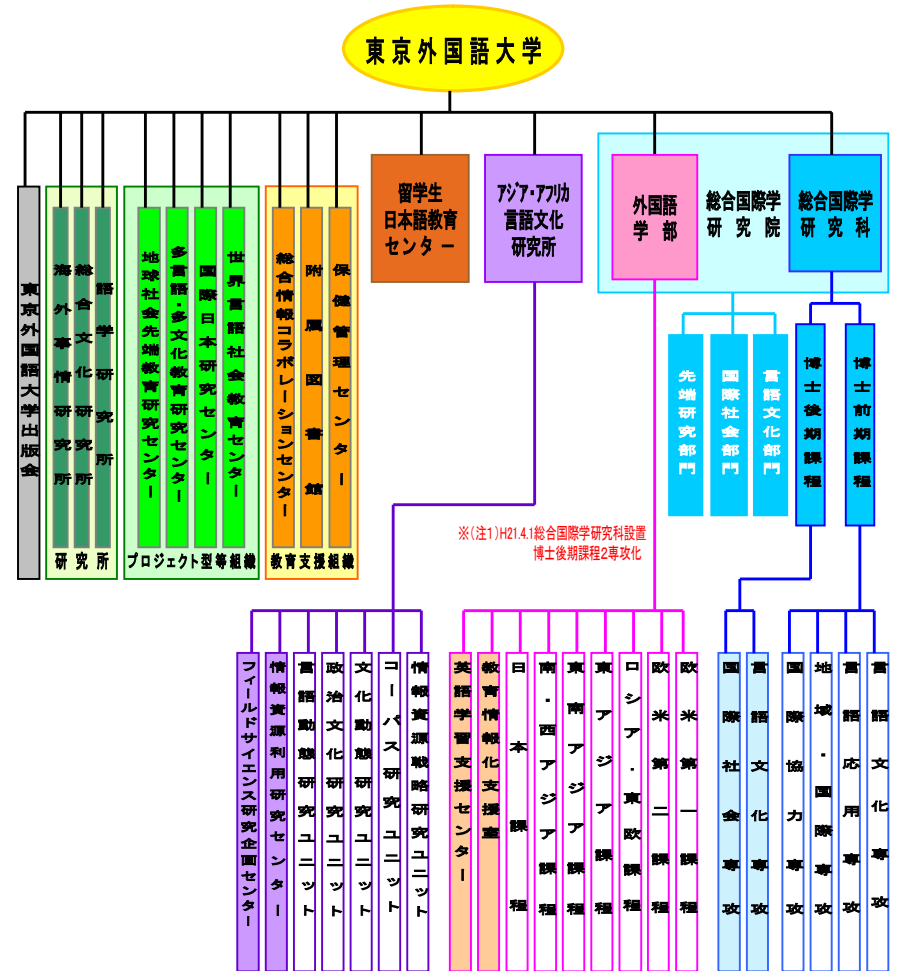 東京外国語大学
留学生
日本語教育
センター
アジア・アフリカ
言語文化
研究所
外国語
学部
総合国際学
研究院
総合国際学
研究科
東京外国語大学出版会
海外事情研究所
総合文化研究所
語学研究所
研究所
地球社会先端教育研究センター
多言語・多文化教育研究センター
国際日本研究センター
世界言語社会教育センター
プロジェクト型等組織
総合情報コラボレーションセンター
附属図書館
保健管理センター
教育支援組織
先端研究部門
国際社会部門
言語文化部門
博士後期課程
博士前期課程
※(注1)H21.4.1総合国際学研究科設置
博士後期課程2専攻化
フィールドサイエンス研究企画センター
情報資源利用研究センター
言語動態研究ユニット
政治文化研究ユニット
文化動態研究ユニット
コーパス研究ユニット
情報資源戦略研究ユニット
英語学習支援センター
教育情報化支援室
日本課程
南・西アジア課程
東南アジア課程
東アジア課程
ロシア・東欧課程
欧米第二課程
欧米第一課程
国際社会専攻
言語文化専攻
国際協力専攻
地域・国際専攻
言語応用専攻
言語文化専攻